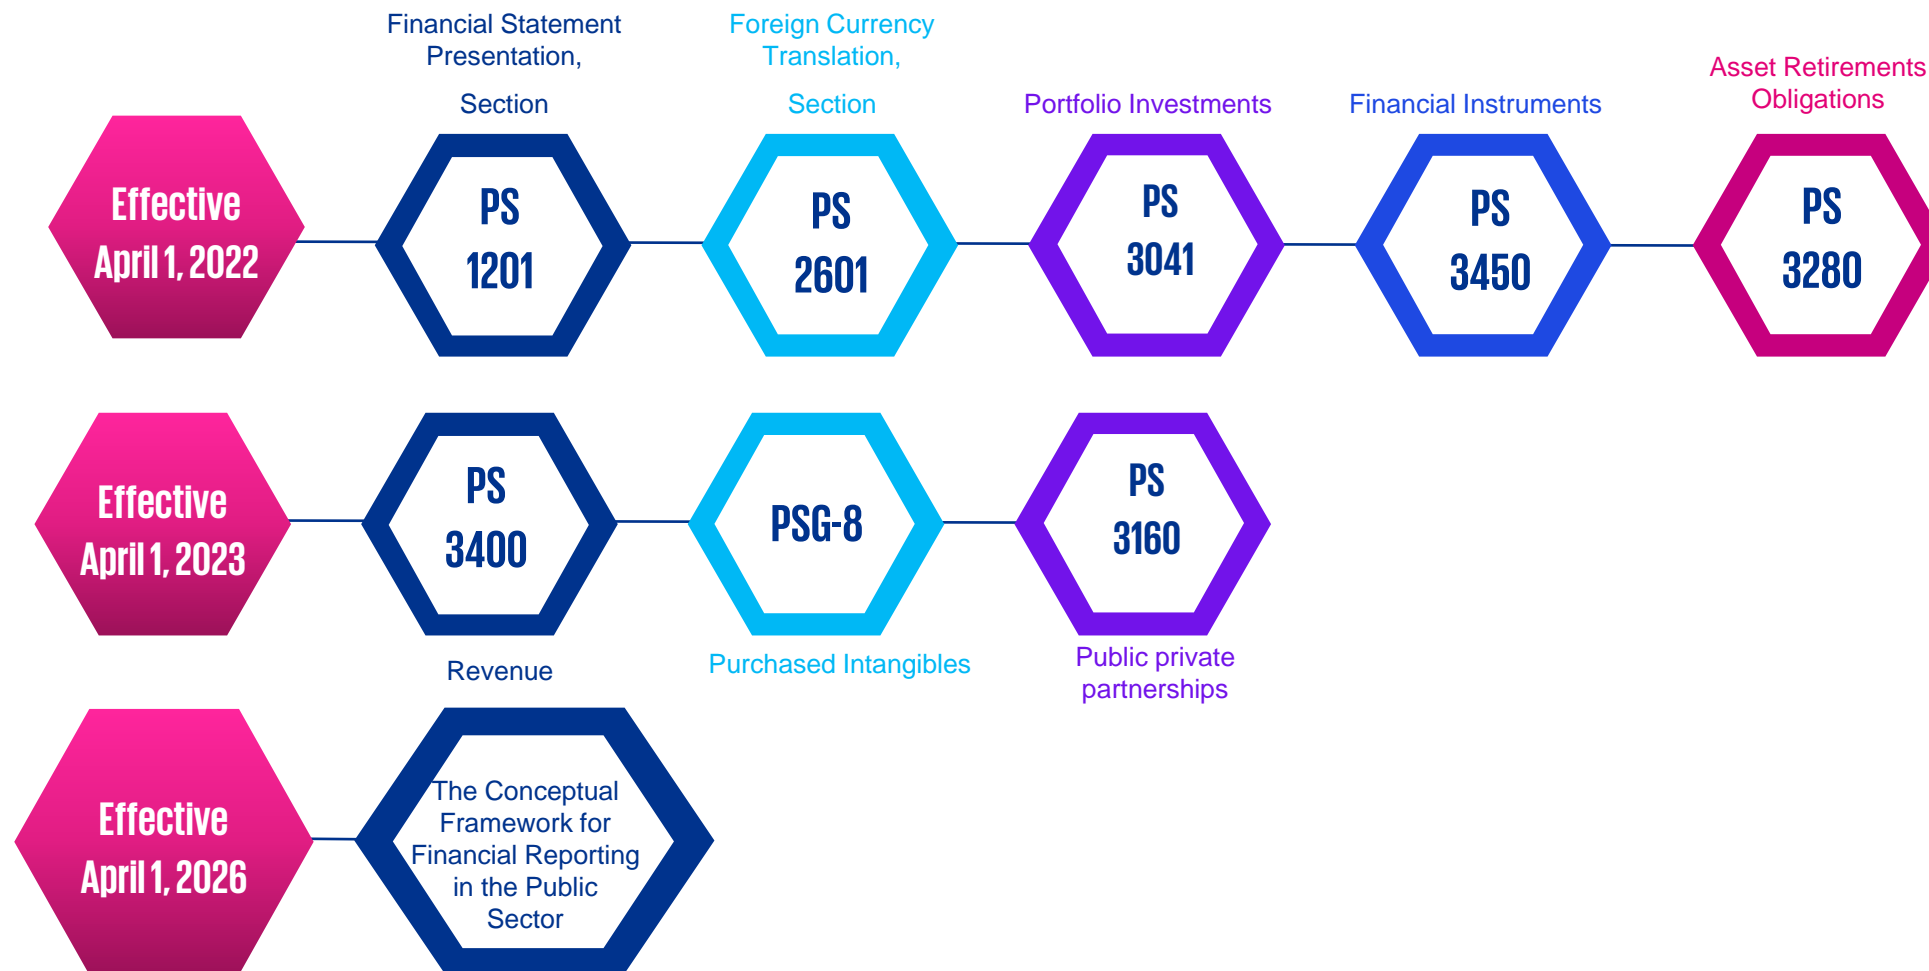 Financial Statement
Presentation,
Section
Foreign Currency
Translation,
Section
Portfolio Investments
Financial Instruments
Asset Retirements
Obligations
Effective
April 1, 2022
PS
1201
PS
2601
PS
3041
PS
3450
PS
3280
Effective
April 1, 2023
PS
3400
PSG-8
PS
3160
Revenue
Purchased Intangibles
Public private
partnerships
Effective
April 1, 2026
The Conceptual
Framework for
Financial Reporting
in the Public
Sector